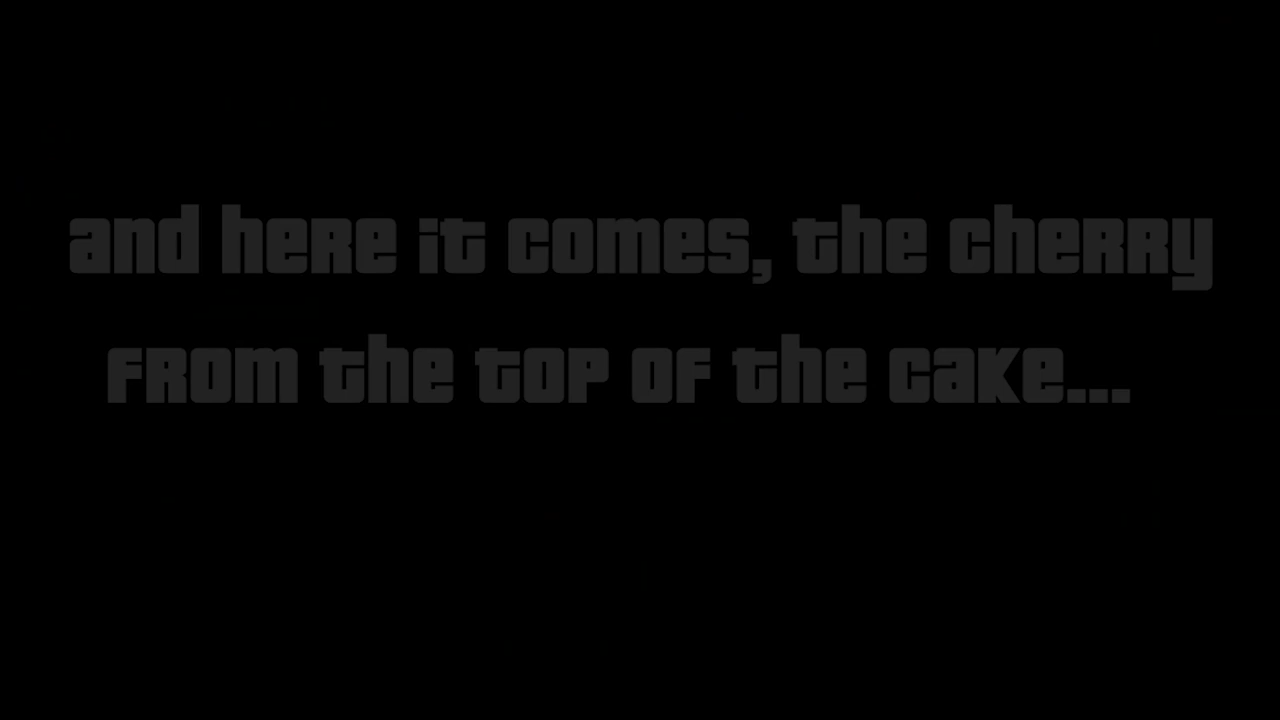 and here it comes, the cherry
from the top of the cake...